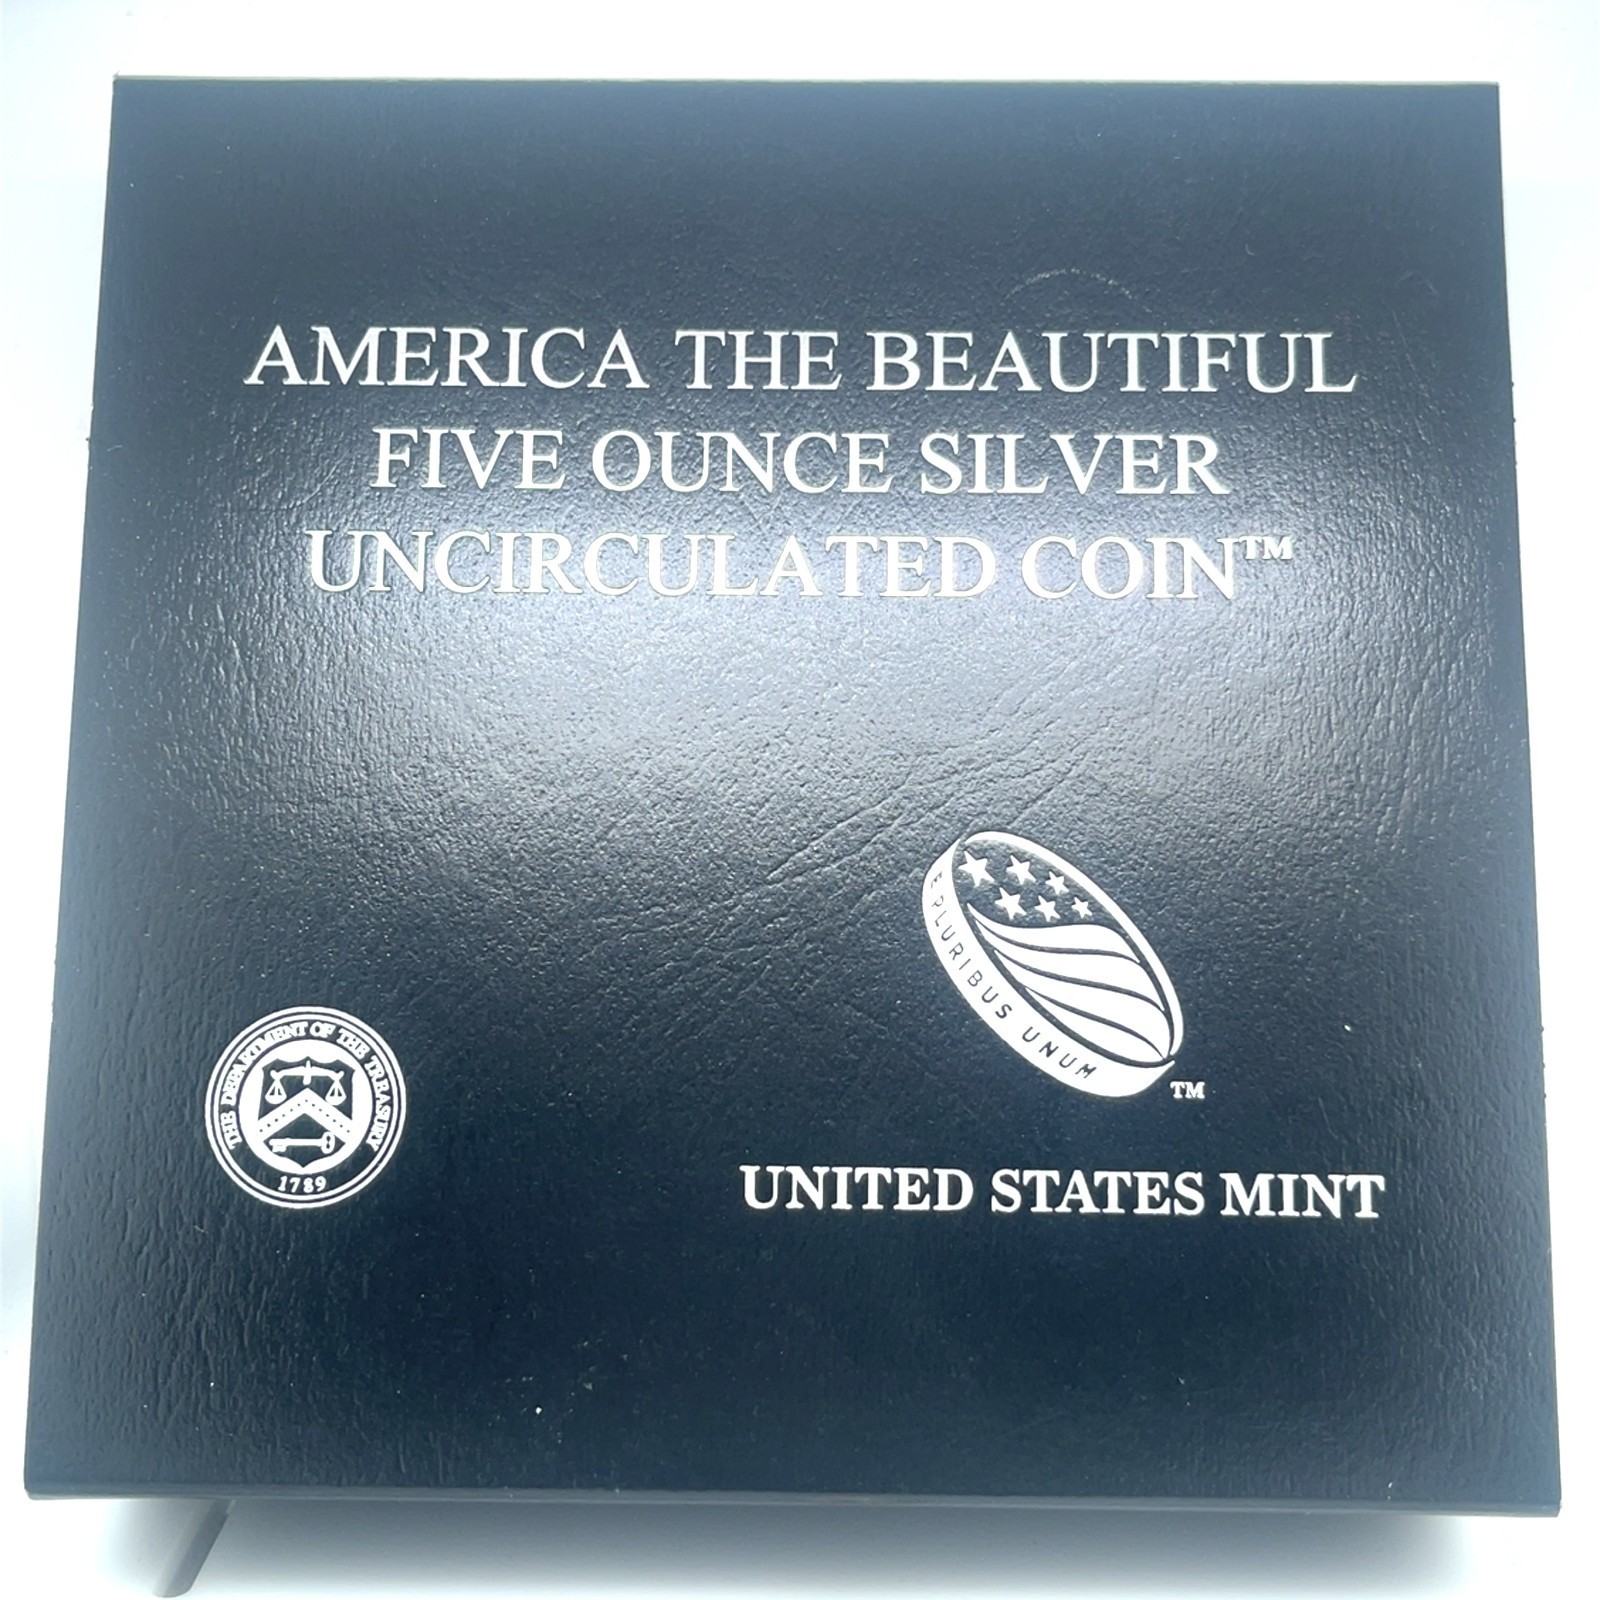 AMERICA THE BEAUTIFUL
FIVE OUNCE SILVER
UNCIRCULATED COIN™
E PLURIBUS UNUM
TM
THE DEPARTMENT OF THE TREASURY
1789
UNITED STATES MINT